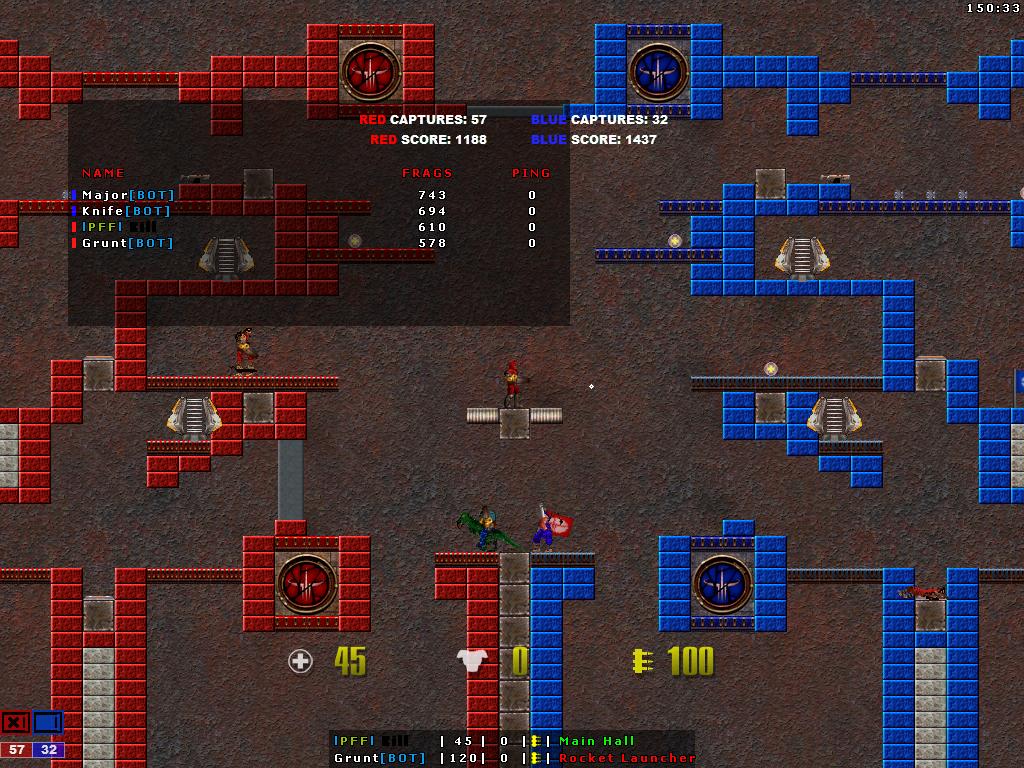 150:33
RED CAPTURES: 57 BLUE CAPTURES: 32
RED SCORE: 1188 BLUE SCORE: 1437
NAME FRAGS PING
Major[BOT] 743 0
Knife[BOT] 694 0
|PFF| Kill 610 0
Grunt[BOT] 578 0
45 0 100
57 32
|PFF| Kill | 45 | 0 | | Main Hall
Grunt[BOT] |120| 0 | | Rocket Launcher